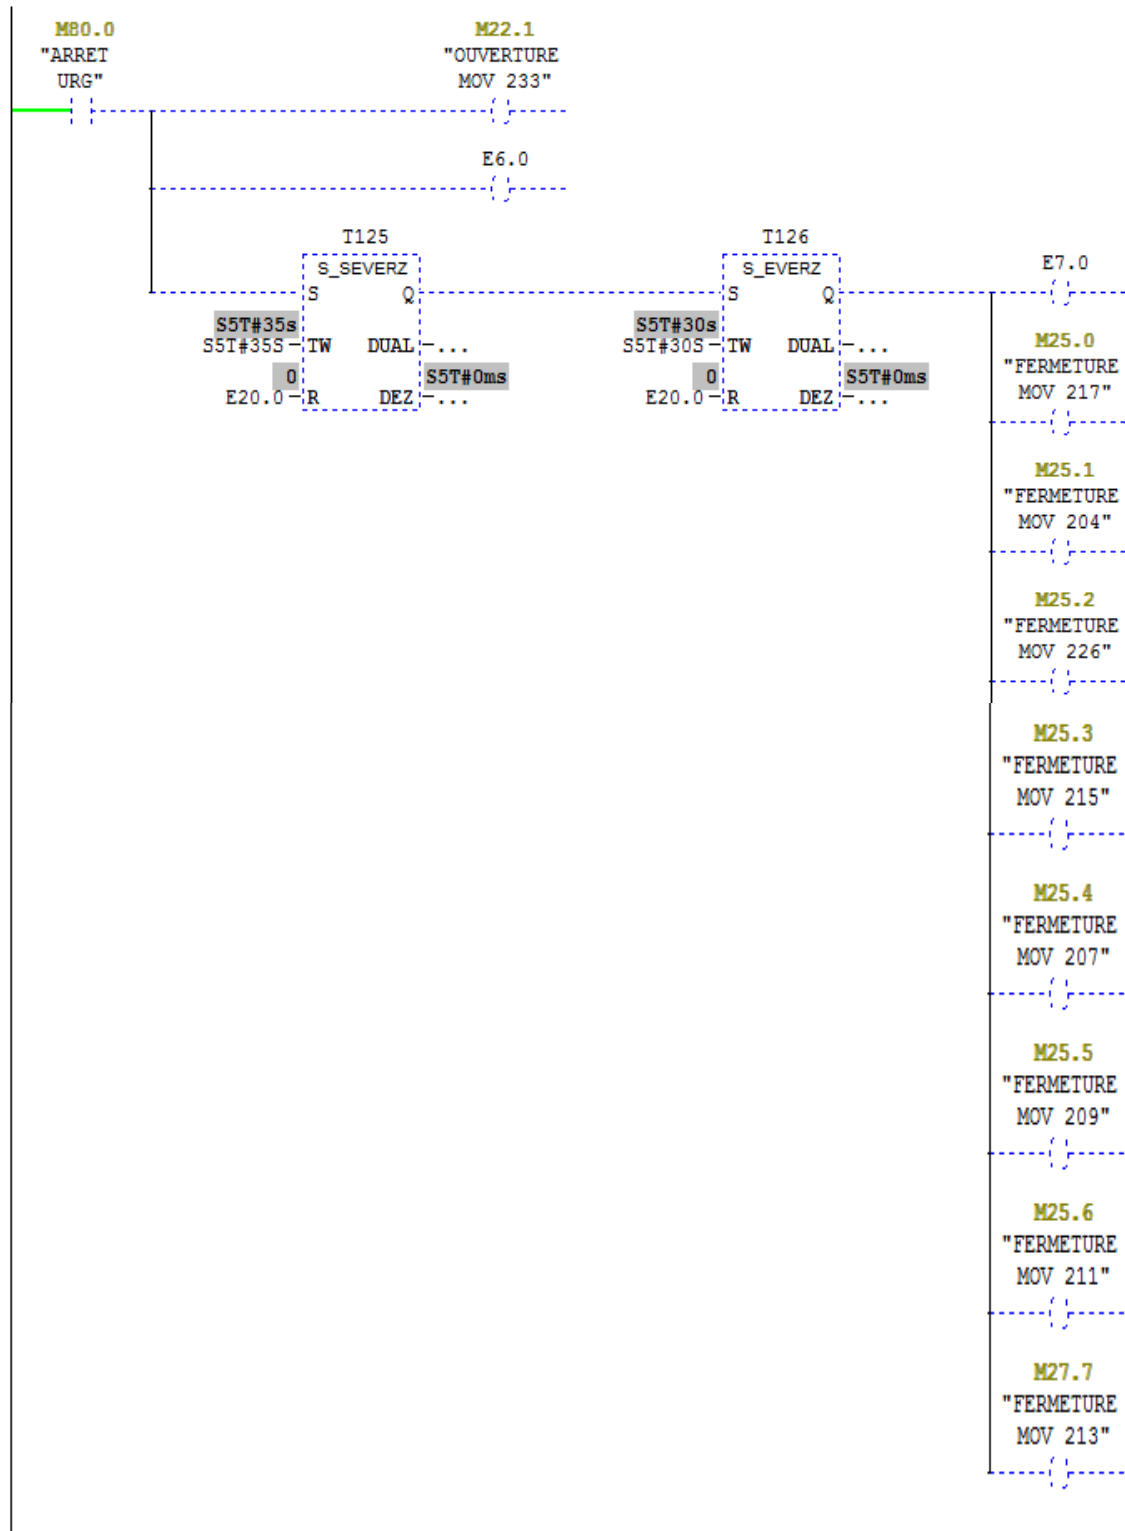 M80.0
"ARRET
URG"
M22.1
"OUVERTURE
MOV 233"
E6.0
T125
S_SEVERZ
S
Q
S5T#35s
S5T#35S
TW
DUAL
...
0
S5T#0ms
E20.0
R
DEZ
...
T126
S_EVERZ
S
Q
S5T#30s
S5T#30S
TW
DUAL
...
0
S5T#0ms
E20.0
R
DEZ
...
E7.0
M25.0
"FERMETURE
MOV 217"
M25.1
"FERMETURE
MOV 204"
M25.2
"FERMETURE
MOV 226"
M25.3
"FERMETURE
MOV 215"
M25.4
"FERMETURE
MOV 207"
M25.5
"FERMETURE
MOV 209"
M25.6
"FERMETURE
MOV 211"
M27.7
"FERMETURE
MOV 213"